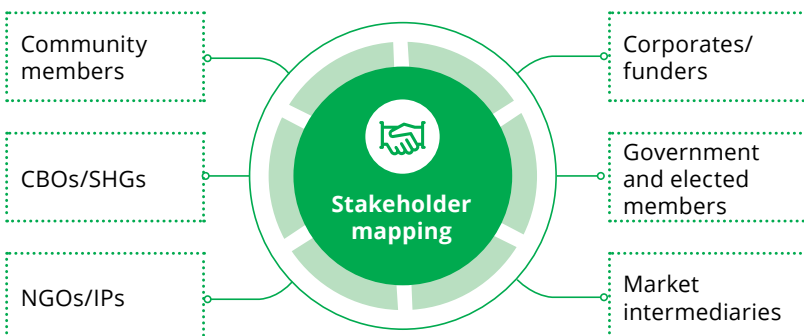 Community
members
CBOs/SHGs
NGOs/IPs
Stakeholder
mapping
Corporates/
funders
Government
and elected
members
Market
intermediaries